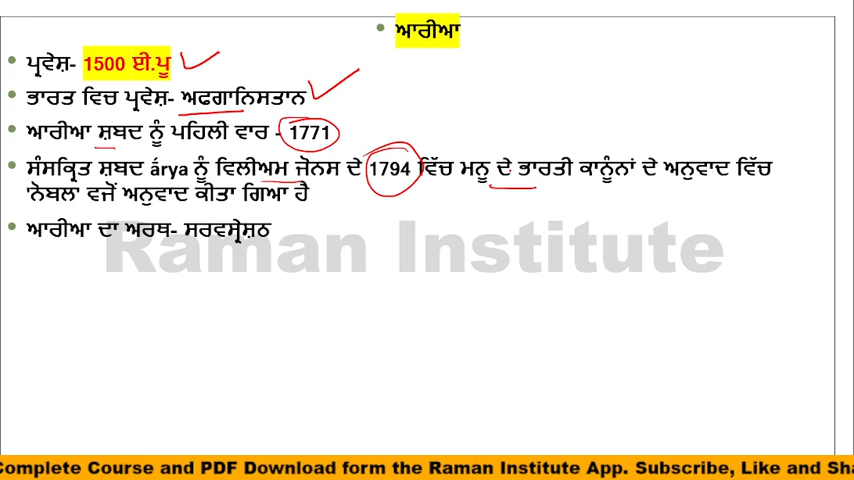 ਆਰੀਆ
ਪ੍ਰਵੇਸ਼- 1500 ਈ.ਪੂ
ਭਾਰਤ ਵਿਚ ਪ੍ਰਵੇਸ਼- ਅਫਗਾਨਿਸਤਾਨ
ਆਰੀਆ ਸ਼ਬਦ ਨੂੰ ਪਹਿਲੀ ਵਾਰ - 1771
ਸੰਸਕ੍ਰਿਤ ਸ਼ਬਦ árya ਨੂੰ ਵਿਲੀਅਮ ਜੋਨਸ ਦੇ 1794 ਵਿੱਚ ਮਨੂ ਦੇ ਭਾਰਤੀ ਕਾਨੂੰਨਾਂ ਦੇ ਅਨੁਵਾਦ ਵਿੱਚ
'ਨੋਬਲ' ਵਜੋਂ ਅਨੁਵਾਦ ਕੀਤਾ ਗਿਆ ਹੈ
ਆਰੀਆ ਦਾ ਅਰਥ- ਸਰਵਸ੍ਰੇਸ਼ਠ
Raman Institute
Complete Course and PDF Download form the Raman Institute App. Subscribe, Like and Sha